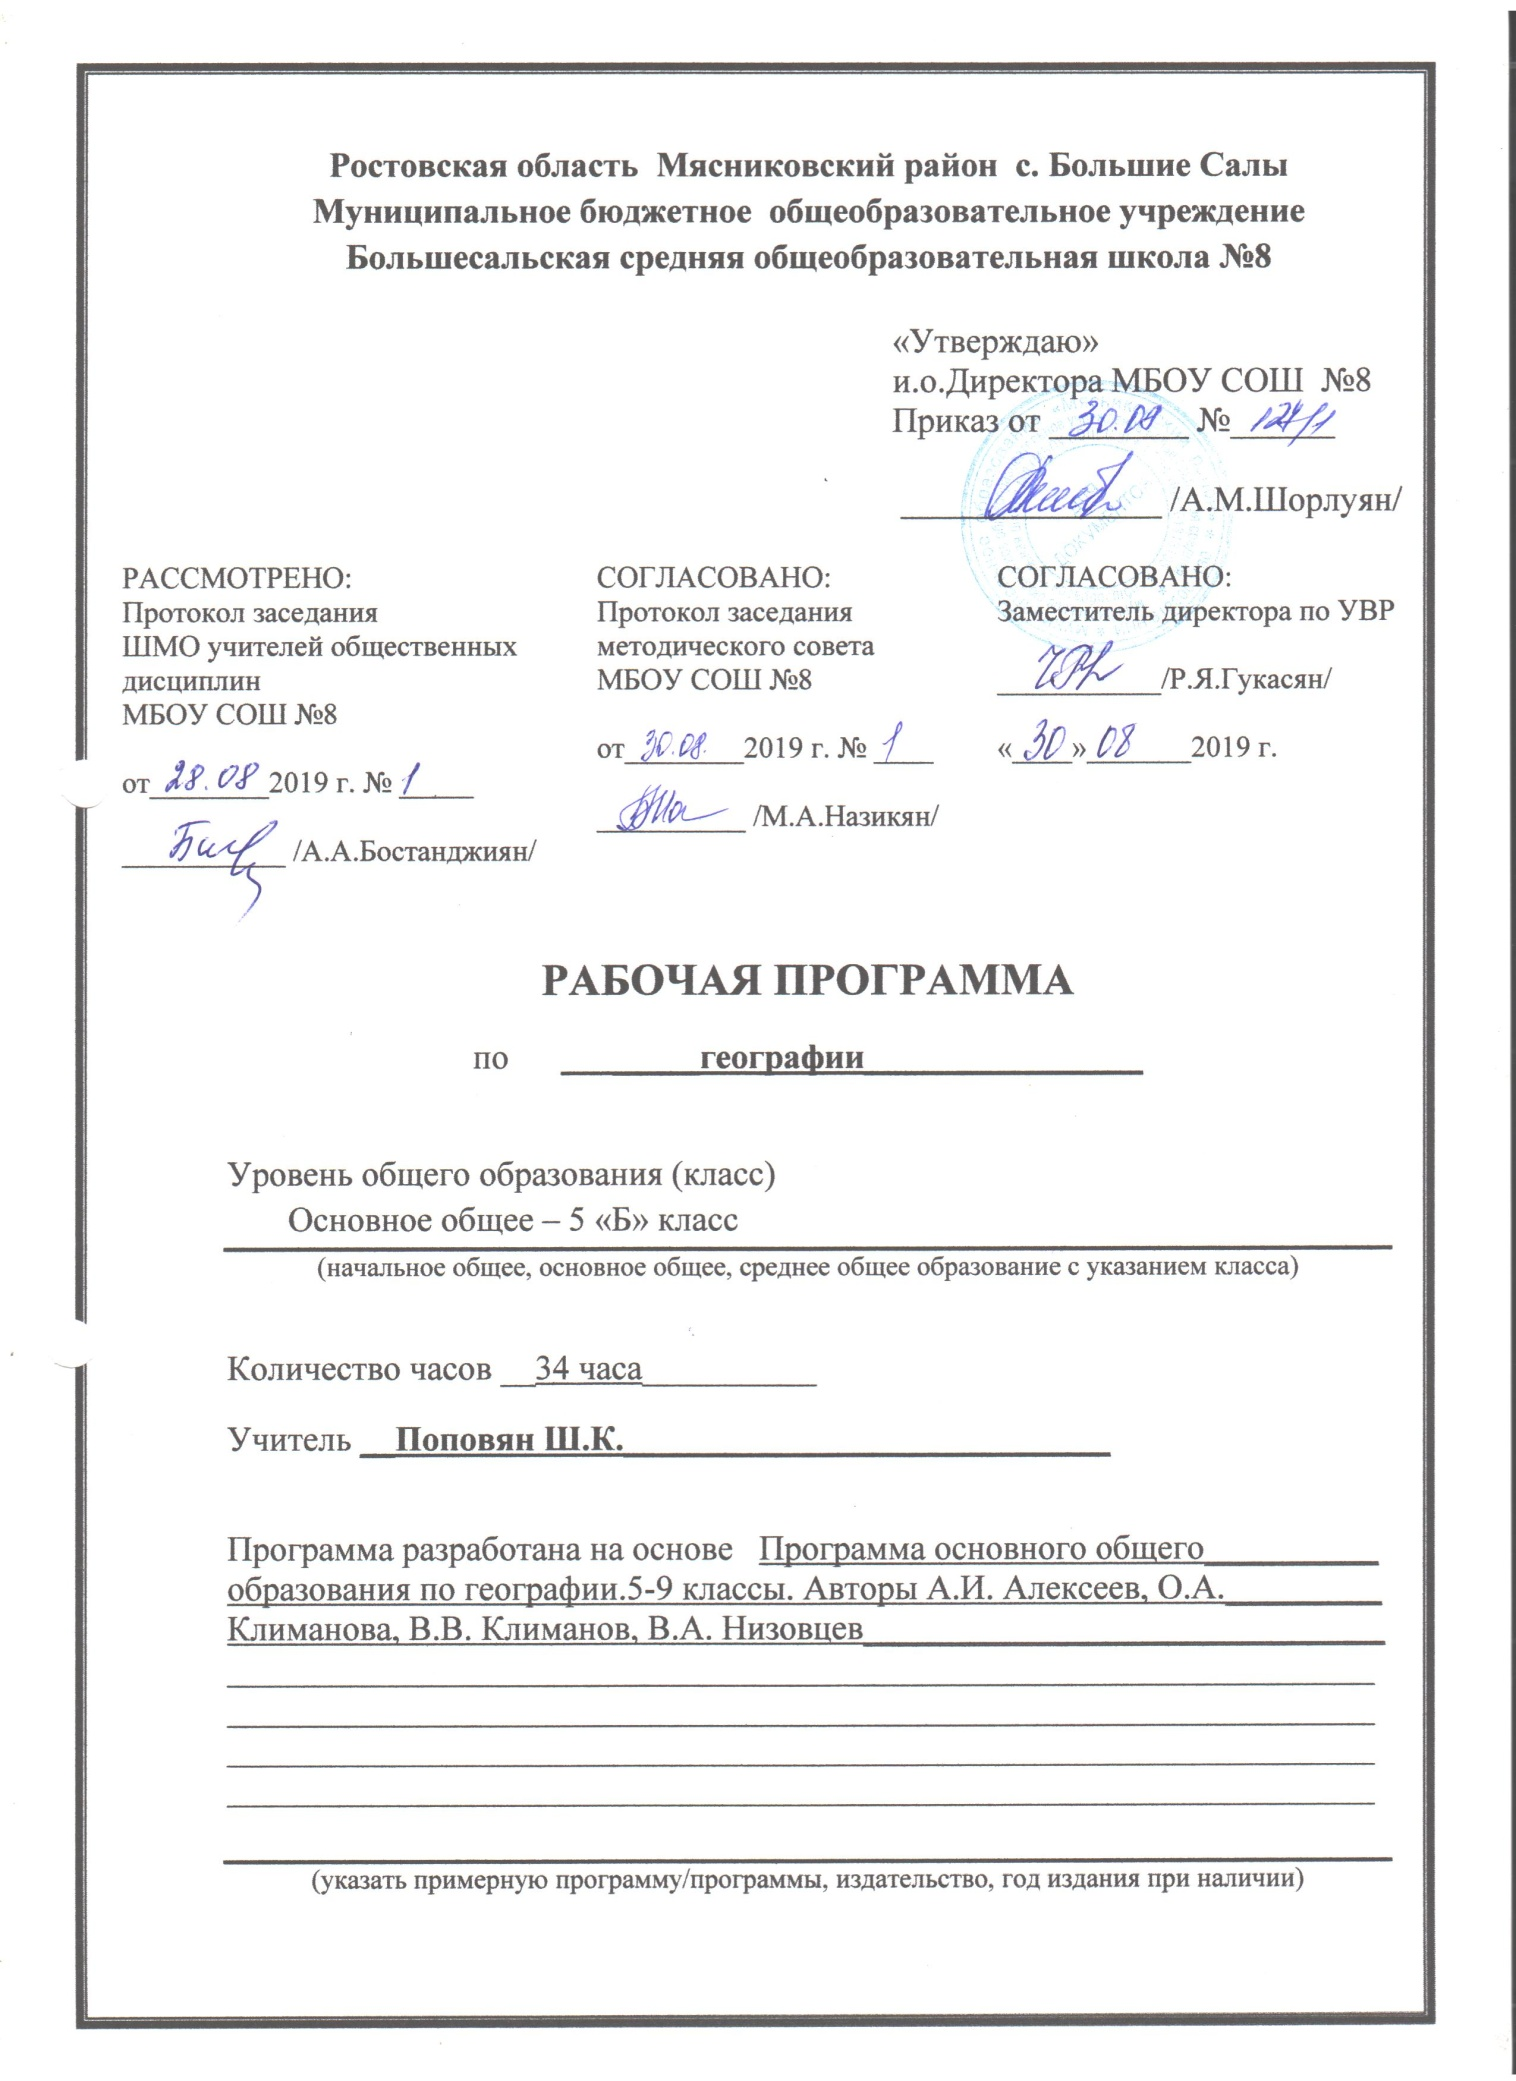 Ростовская область  Мясниковский район  с. Большие Салы
Муниципальное бюджетное  общеобразовательное учреждение
Большесальская средняя общеобразовательная школа №8
«Утверждаю»
и.о.Директора МБОУ СОШ  №8
Приказ от 30.08 №
/А.М.Шорлуян/
РАССМОТРЕНО:
Протокол заседания
ШМО учителей общественных
дисциплин
МБОУ СОШ №8
от 28.08 2019 г. № 1
/А.А.Бостанджиян/
СОГЛАСОВАНО:
Протокол заседания
методического совета
МБОУ СОШ №8
от 30.08. 2019 г. № 1
/М.А.Назикян/
СОГЛАСОВАНО:
Заместитель директора по УВР
/Р.Я.Гукасян/
«30» 08 2019 г.
РАБОЧАЯ ПРОГРАММА
по географии
Уровень общего образования (класс)
Основное общее – 5 «Б» класс
(начальное общее, основное общее, среднее общее образование с указанием класса)
Количество часов 34 часа
Учитель Поповян Ш.К.
Программа разработана на основе Программа основного общего
образования по географии.5-9 классы. Авторы А.И. Алексеев, О.А.
Климанова, В.В. Климанов, В.А. Низовцев
(указать примерную программу/программы, издательство, год издания при наличии)